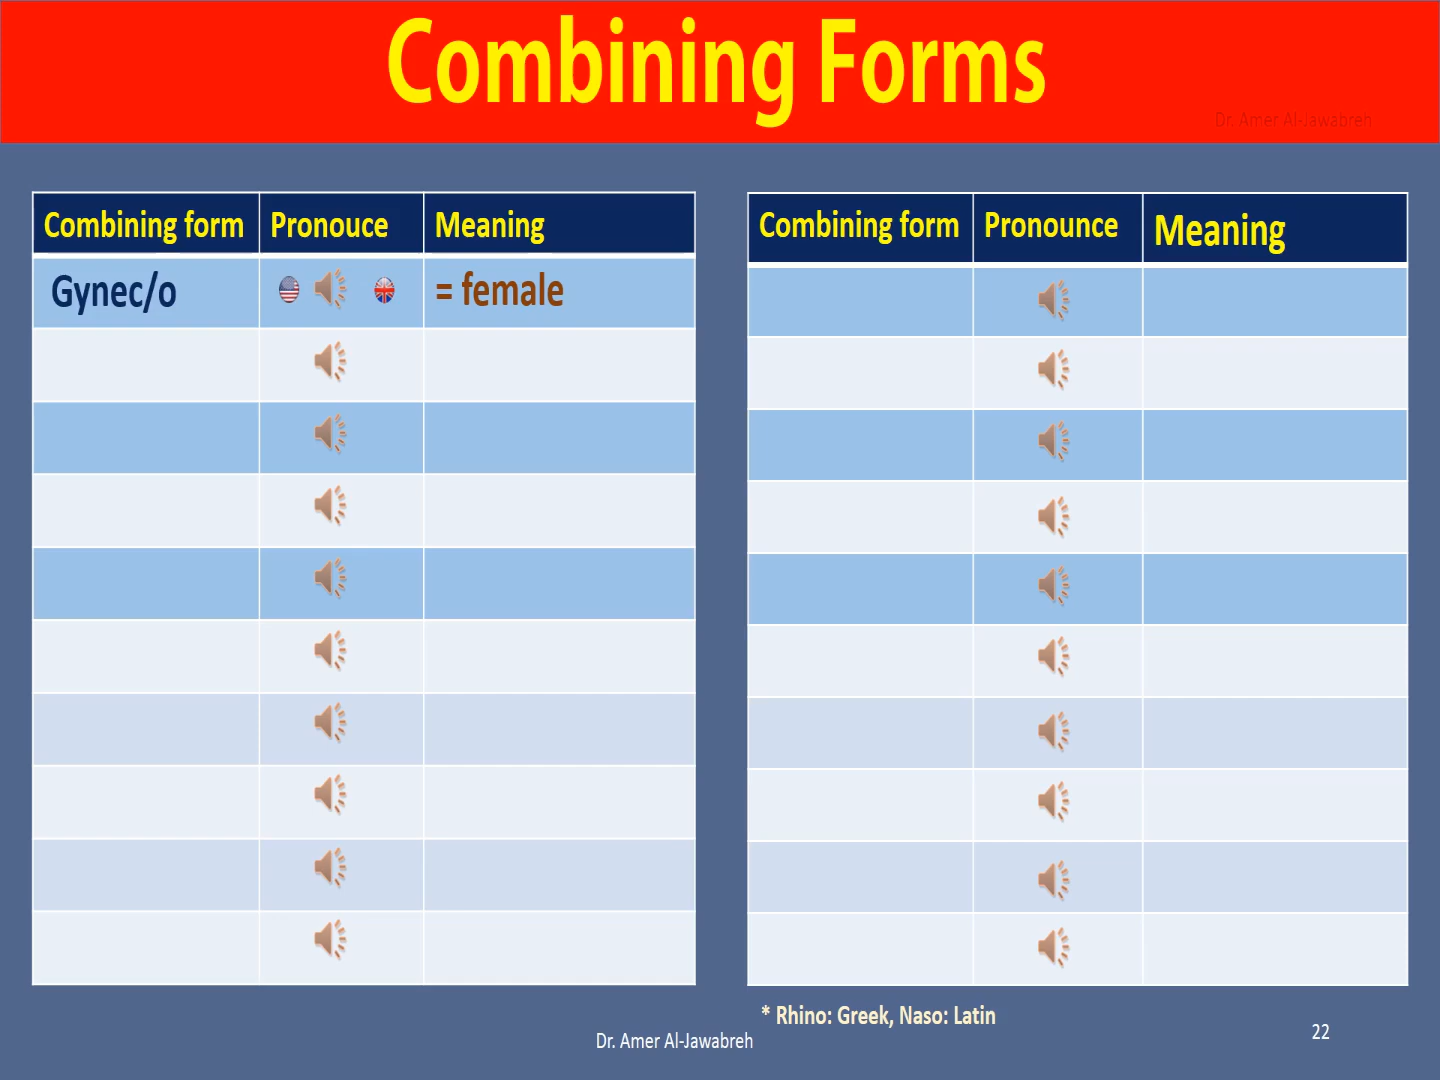 Combining Forms
Dr. Amer Al-Jawabreh
Combining form Pronouce Meaning
Gynec/o = female
Combining form Pronounce Meaning
* Rhino: Greek, Naso: Latin
Dr. Amer Al-Jawabreh
22